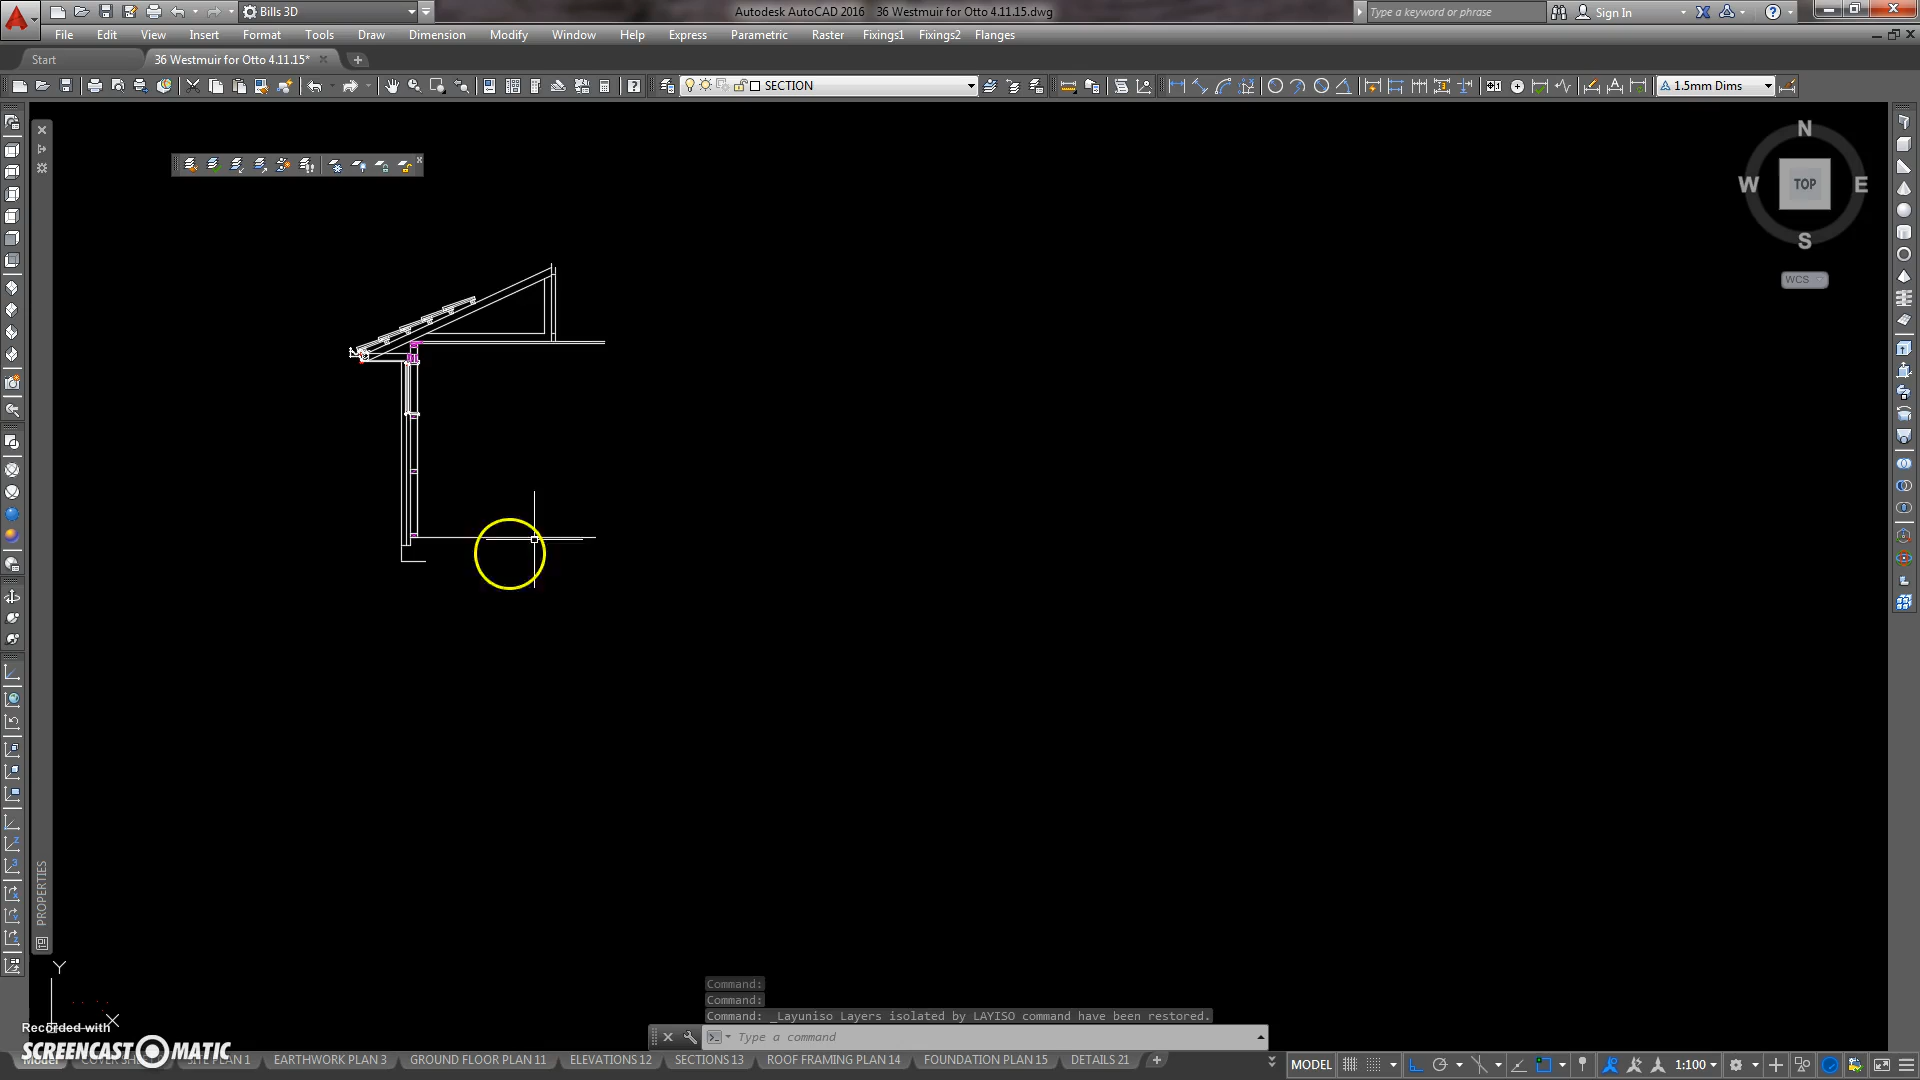 Bills 3D
Autodesk AutoCAD 2016 36 Westmuir for Otto 4.11.15.dwg
Type a keyword or phrase
Sign In
File Edit View Insert Format Tools Draw Dimension Modify Window Help Express Parametric Raster Fixings1 Fixings2 Flanges
Start
36 Westmuir for Otto 4.11.15*
SECTION
1.5mm Dims
N
W
TOP
E
S
WCS
PROPERTIES
Y
X
Command:
Command:
Command: _Layuniso Layers isolated by LAYISO command have been restored.
Type a command
Recorded with
SCREENCAST-O-MATIC
Model
PLAN 1
EARTHWORK PLAN 3
GROUND FLOOR PLAN 11
ELEVATIONS 12
SECTIONS 13
ROOF FRAMING PLAN 14
FOUNDATION PLAN 15
DETAILS 21
MODEL
1:100